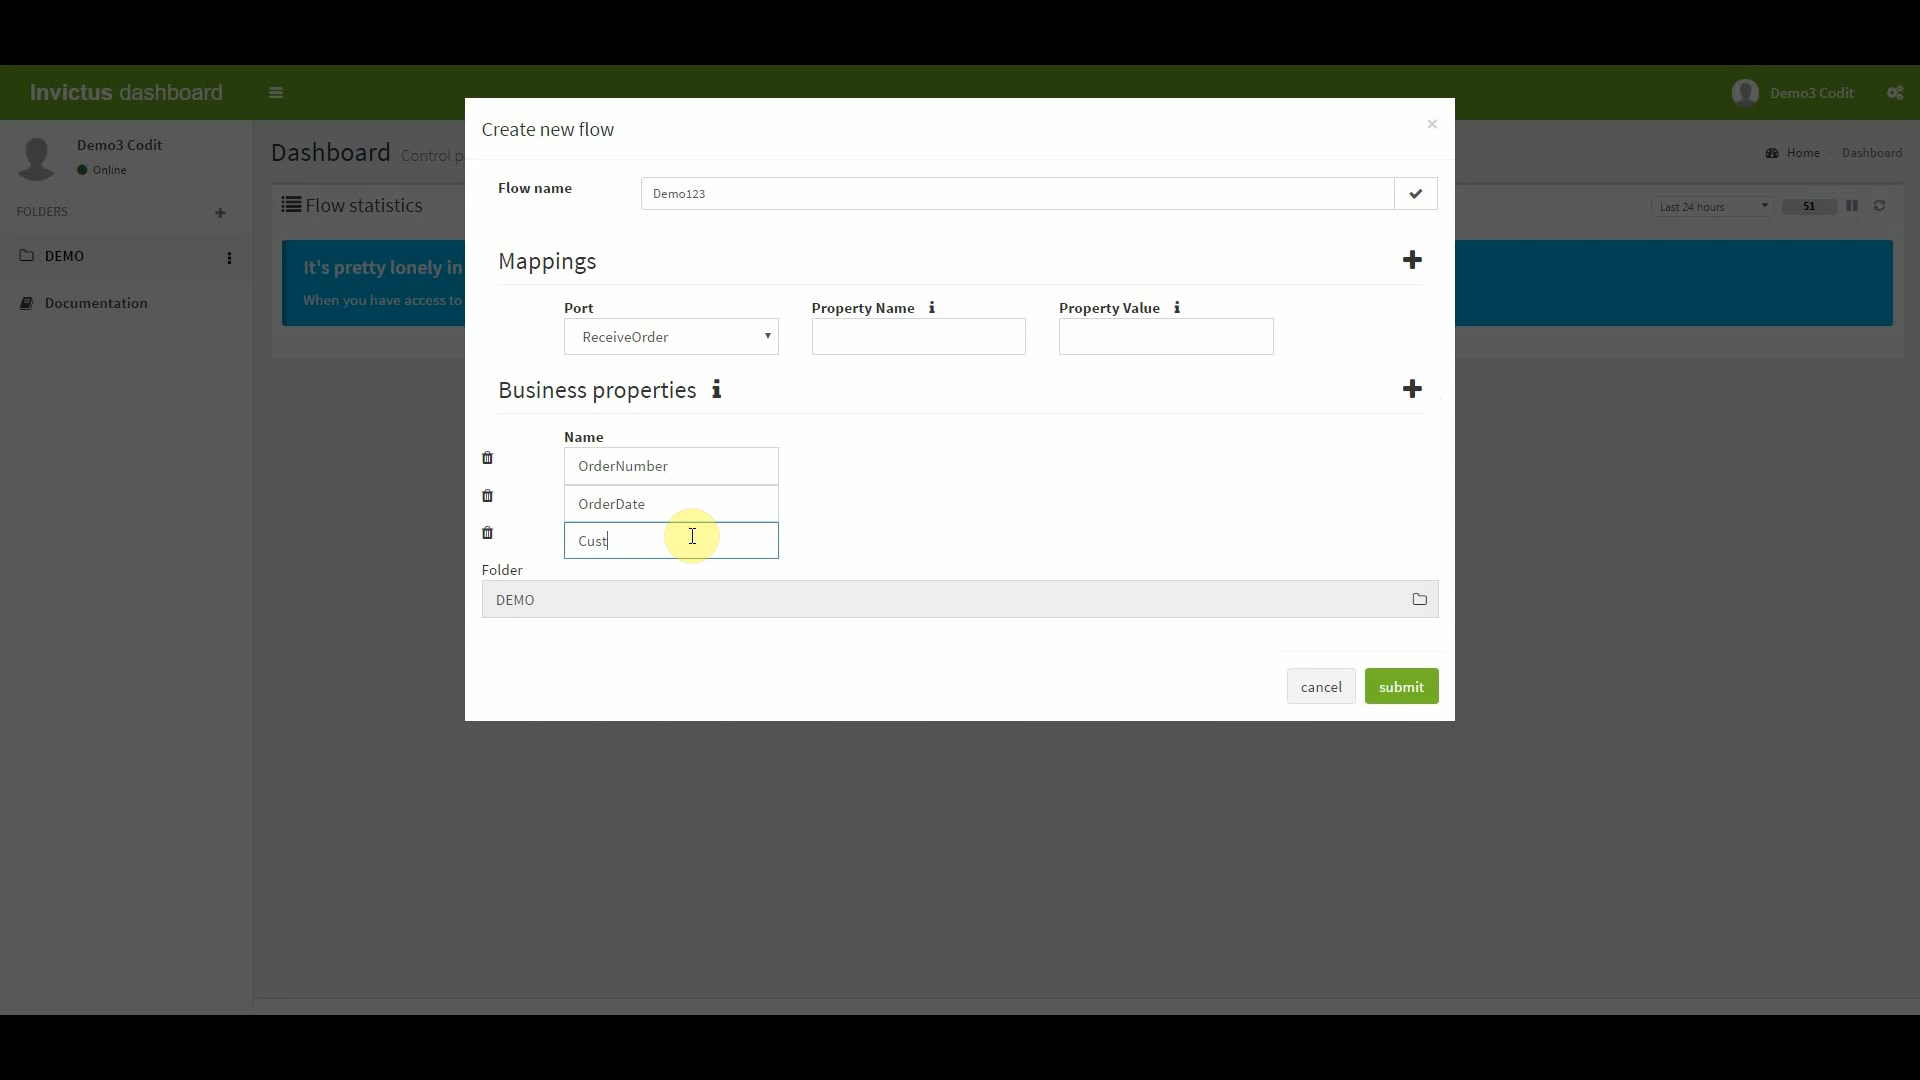 Invictus dashboard
Demo3 Codit
Create new flow
×
Demo3 Codit
Online
Dashboard Control p
Home
Dashboard
Flow name
Demo123
FOLDERS
+
Flow statistics
Last 24 hours
51
DEMO
Mappings
It's pretty lonely in
When you have access to
Documentation
Port
Property Name
Property Value
ReceiveOrder
Business properties
Name
OrderNumber
OrderDate
Cust
Folder
DEMO
cancel
submit